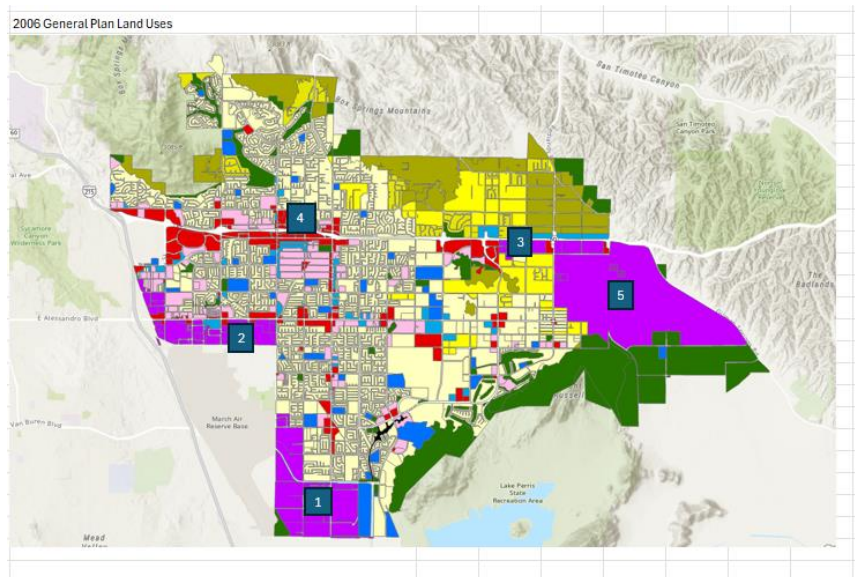 2006 General Plan Land Uses
San Timoteo Canyon
Box Springs Mountains
San Timoteo
Canyon Park
60
215
4
3
Sycamore
Canyon
Wilderness Park
The
Badlands
5
E Alessandro Blvd
2
March Air
Reserve Base
Van Buren Blvd
Lake Perris
State
Recreation Area
1
Mead
Valley